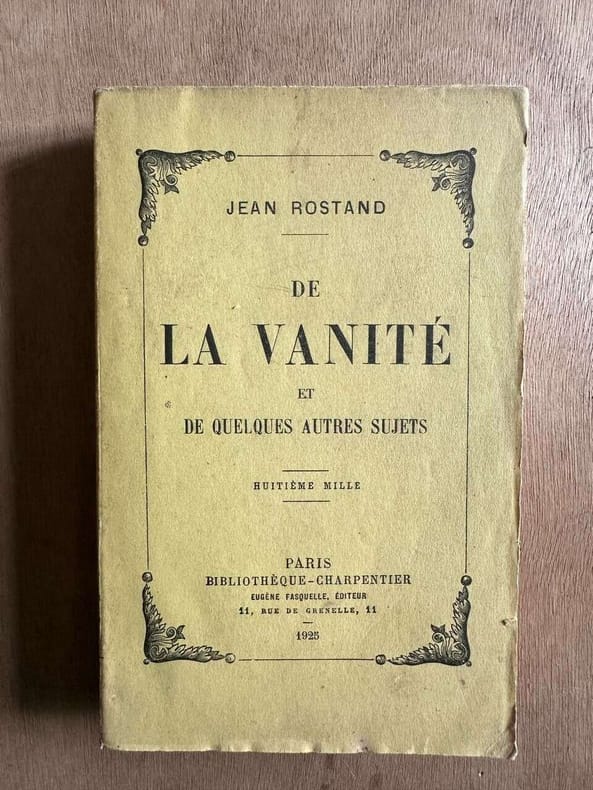 JEAN ROSTAND
DE
LA VANITÉ
ET
DE QUELQUES AUTRES SUJETS
HUITIÈME MILLE
PARIS
BIBLIOTHÈQUE-CHARPENTIER
EUGÈNE FASQUELLE, ÉDITEUR
11, RUE DE GRENELLE, 11
1925